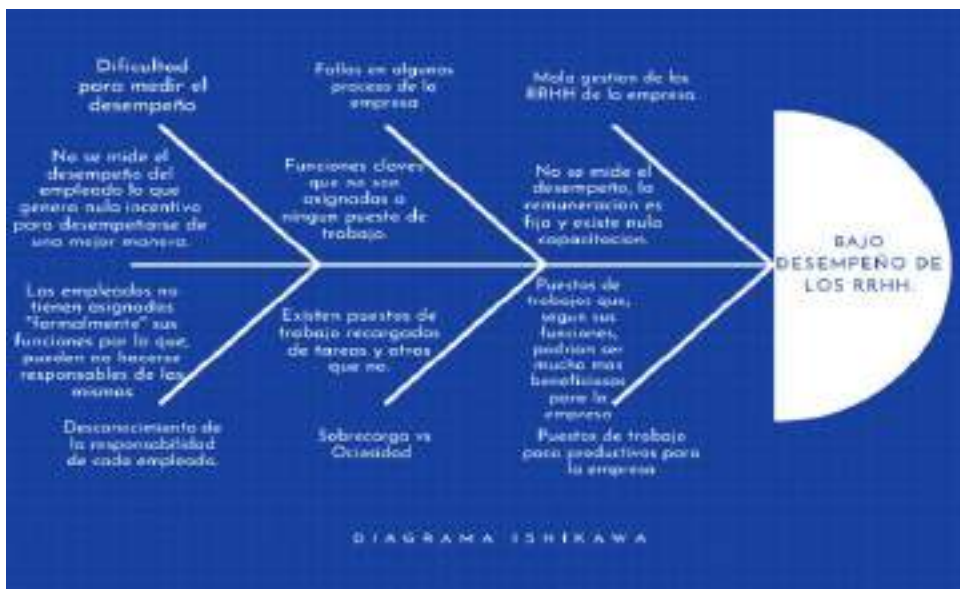 Dificultad
para medir el
desempeño
Fallas en algunos
proceso de la
empresa
Mala gestion de los
RRHH de la empresa.
No se mide el
desempeño del
empleado lo que
genera nulo incentivo
para desempeñarse de
una mejor manera.
Funciones claves
que no son
asignadas a
ningun puesto de
trabajo.
No se mide el
desempeño, la
remuneracion es
fija y existe nula
capacitacion.
BAJO
DESEMPEÑO DE
LOS RRHH.
Los empleados no
tienen asignadas
"formalmente" sus
funciones por lo que,
pueden no hacerse
responsables de las
mismas.
Existen puestos de
trabajo recargados
de tareas y otros
que no.
Puestos de
trabajos que,
segun sus
funciones,
podrian ser
mucho mas
beneficiosos
para la
empresa
Desconocimiento de
la responsabilidad
de cada empleado.
Sobrecarga vs
Ociosidad
Puestos de trabajo
poco productivos para
la empresa
DIAGRAMA ISHIKAWA